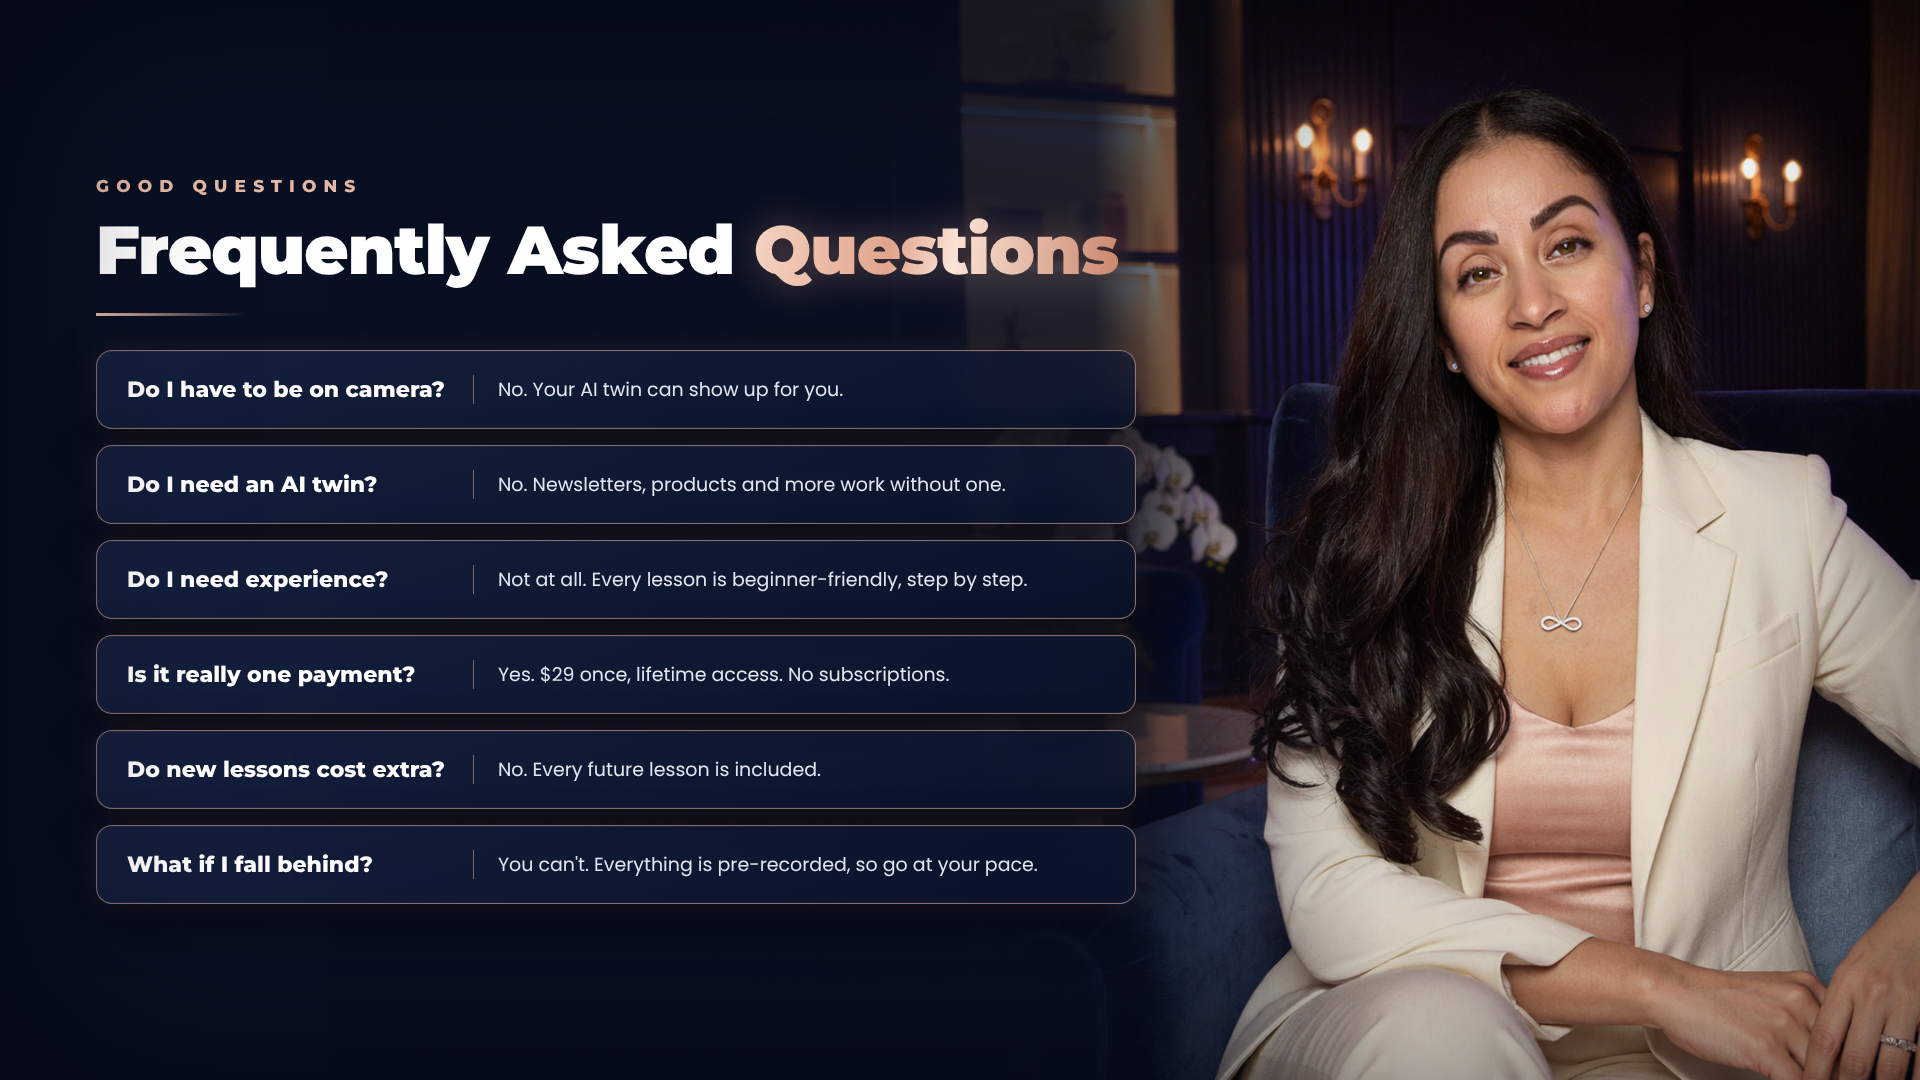 GOOD QUESTIONS
Frequently Asked Questions
Do I have to be on camera? No. Your AI twin can show up for you.
Do I need an AI twin? No. Newsletters, products and more work without one.
Do I need experience? Not at all. Every lesson is beginner-friendly, step by step.
Is it really one payment? Yes. $29 once, lifetime access. No subscriptions.
Do new lessons cost extra? No. Every future lesson is included.
What if I fall behind? You can't. Everything is pre-recorded, so go at your pace.